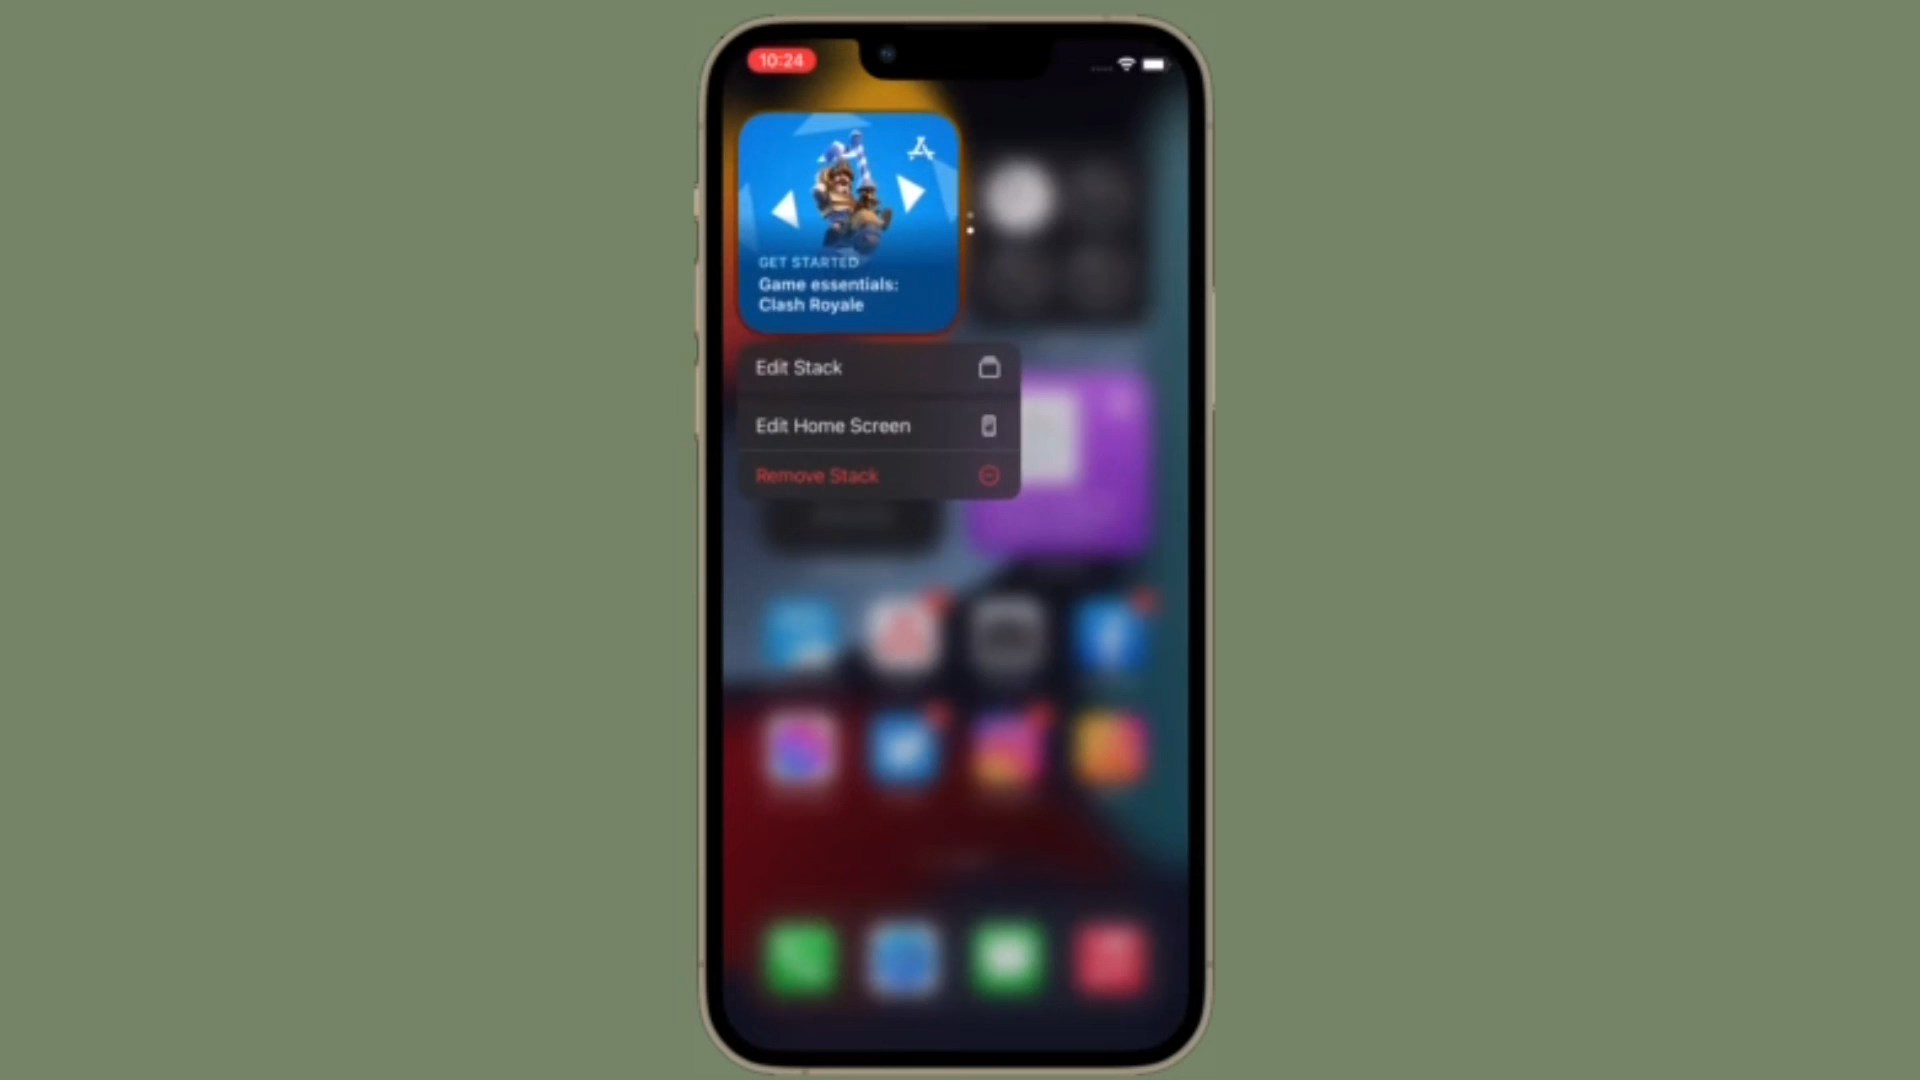 10:24
GET STARTED
Game essentials:
Clash Royale
Edit Stack
Edit Home Screen
Remove Stack